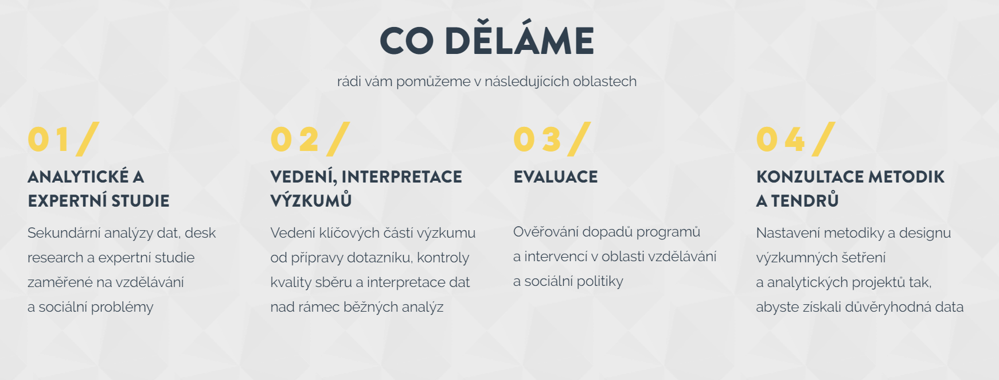 CO DĚLÁME
rádi vám pomůžeme v následujících oblastech
01/
ANALYTICKÉ A
EXPERTNÍ STUDIE
Sekundární analýzy dat, desk
research a expertní studie
zaměřené na vzdělávání
a sociální problémy
02/
VEDENÍ, INTERPRETACE
VÝZKUMŮ
Vedení klíčových částí výzkumu
od přípravy dotazníku, kontroly
kvality sběru a interpretace dat
nad rámec běžných analýz
03/
EVALUACE
Ověřování dopadů programů
a intervencí v oblasti vzdělávání
a sociální politiky
04/
KONZULTACE METODIK
A TENDRŮ
Nastavení metodiky a designu
výzkumných šetření
a analytických projektů tak,
abyste získali důvěryhodná data